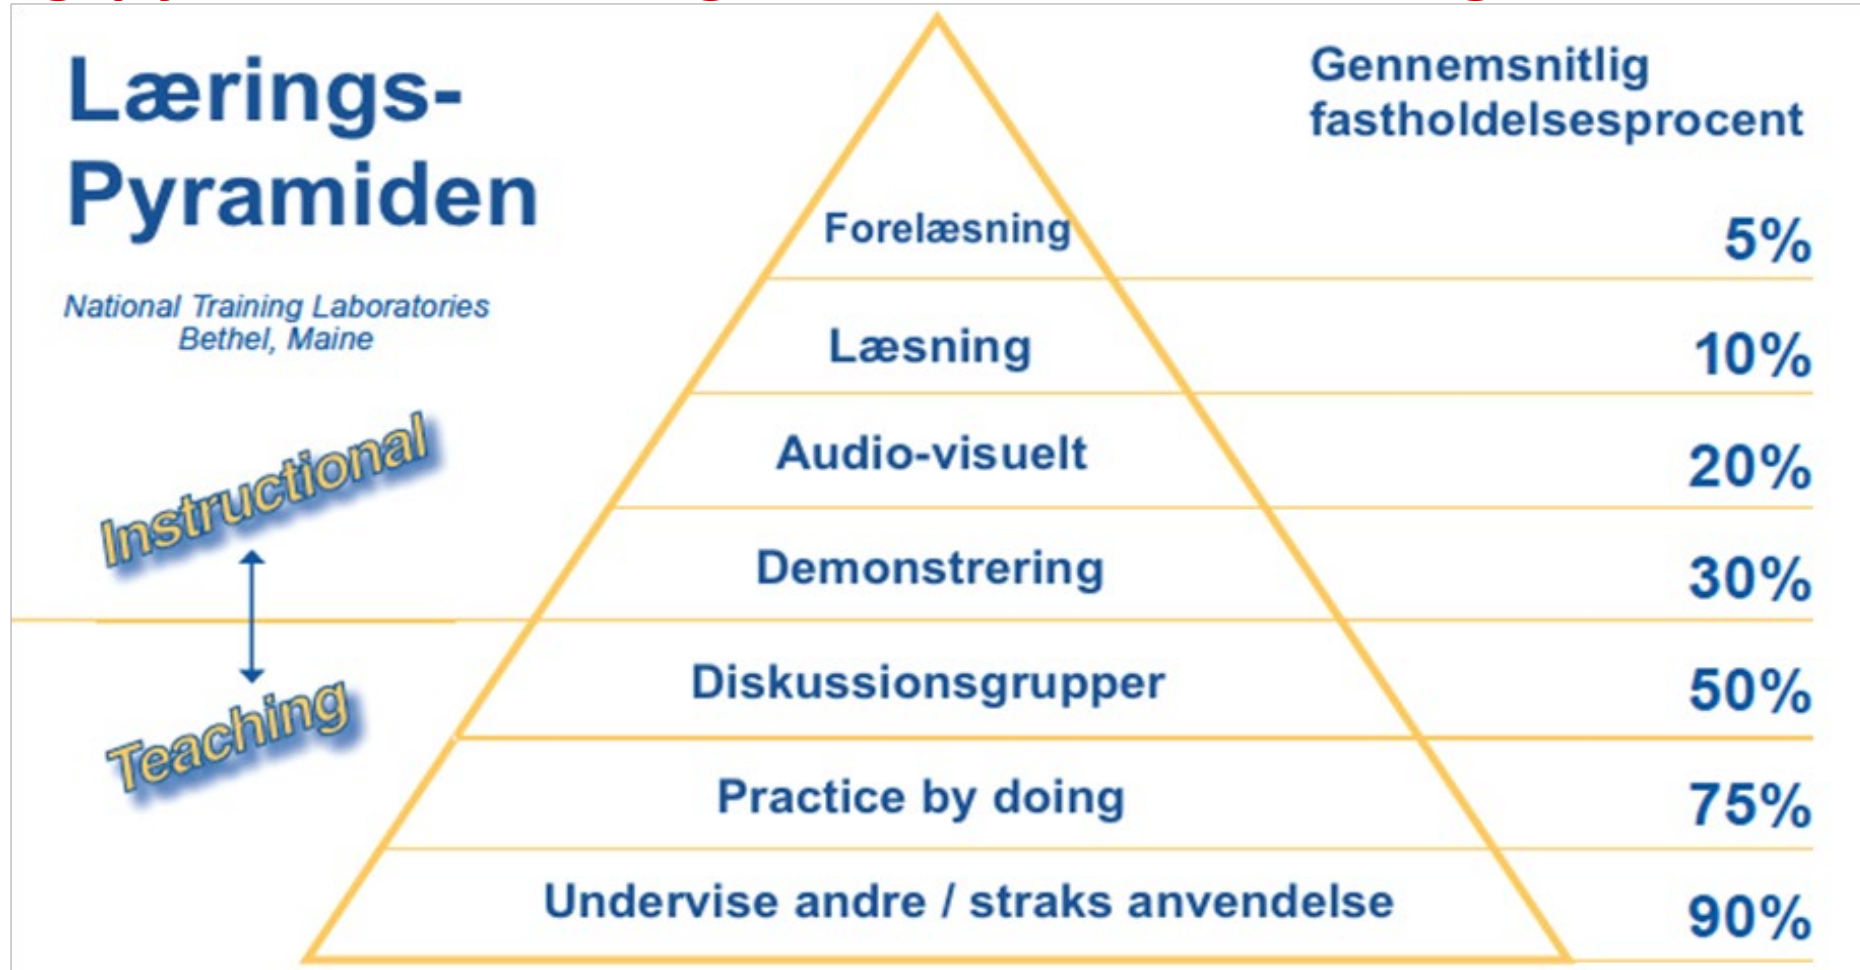 Lærings-
Pyramiden
National Training Laboratories
Bethel, Maine
Instructional
Teaching
Gennemsnitlig
fastholdelsesprocent
Forelæsning 5%
Læsning 10%
Audio-visuelt 20%
Demonstrering 30%
Diskussionsgrupper 50%
Practice by doing 75%
Undervise andre / straks anvendelse 90%